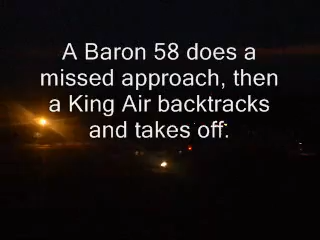 A Baron 58 does a
missed approach, then
a King Air backtracks
and takes off.